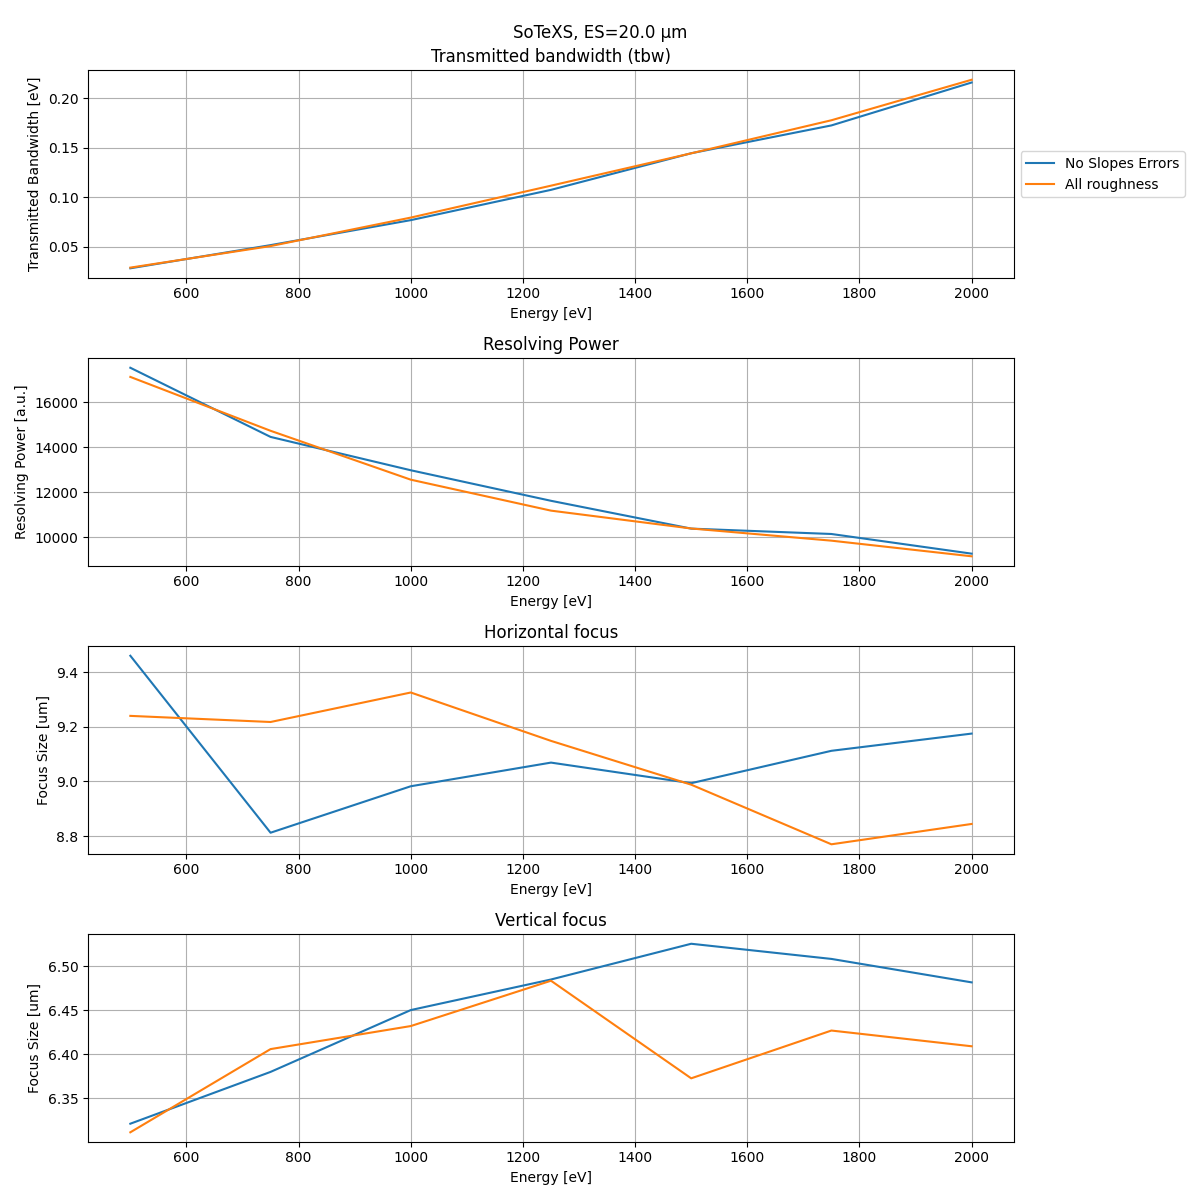 SoTeXS, ES=20.0 µm
Transmitted bandwidth (tbw)
Transmitted Bandwidth [eV]
0.20
0.15
0.10
0.05
600 800 1000 1200 1400 1600 1800 2000
Energy [eV]
No Slopes Errors
All roughness
Resolving Power
Resolving Power [a.u.]
16000
14000
12000
10000
600 800 1000 1200 1400 1600 1800 2000
Energy [eV]
Horizontal focus
Focus Size [um]
9.4
9.2
9.0
8.8
600 800 1000 1200 1400 1600 1800 2000
Energy [eV]
Vertical focus
Focus Size [um]
6.50
6.45
6.40
6.35
600 800 1000 1200 1400 1600 1800 2000
Energy [eV]